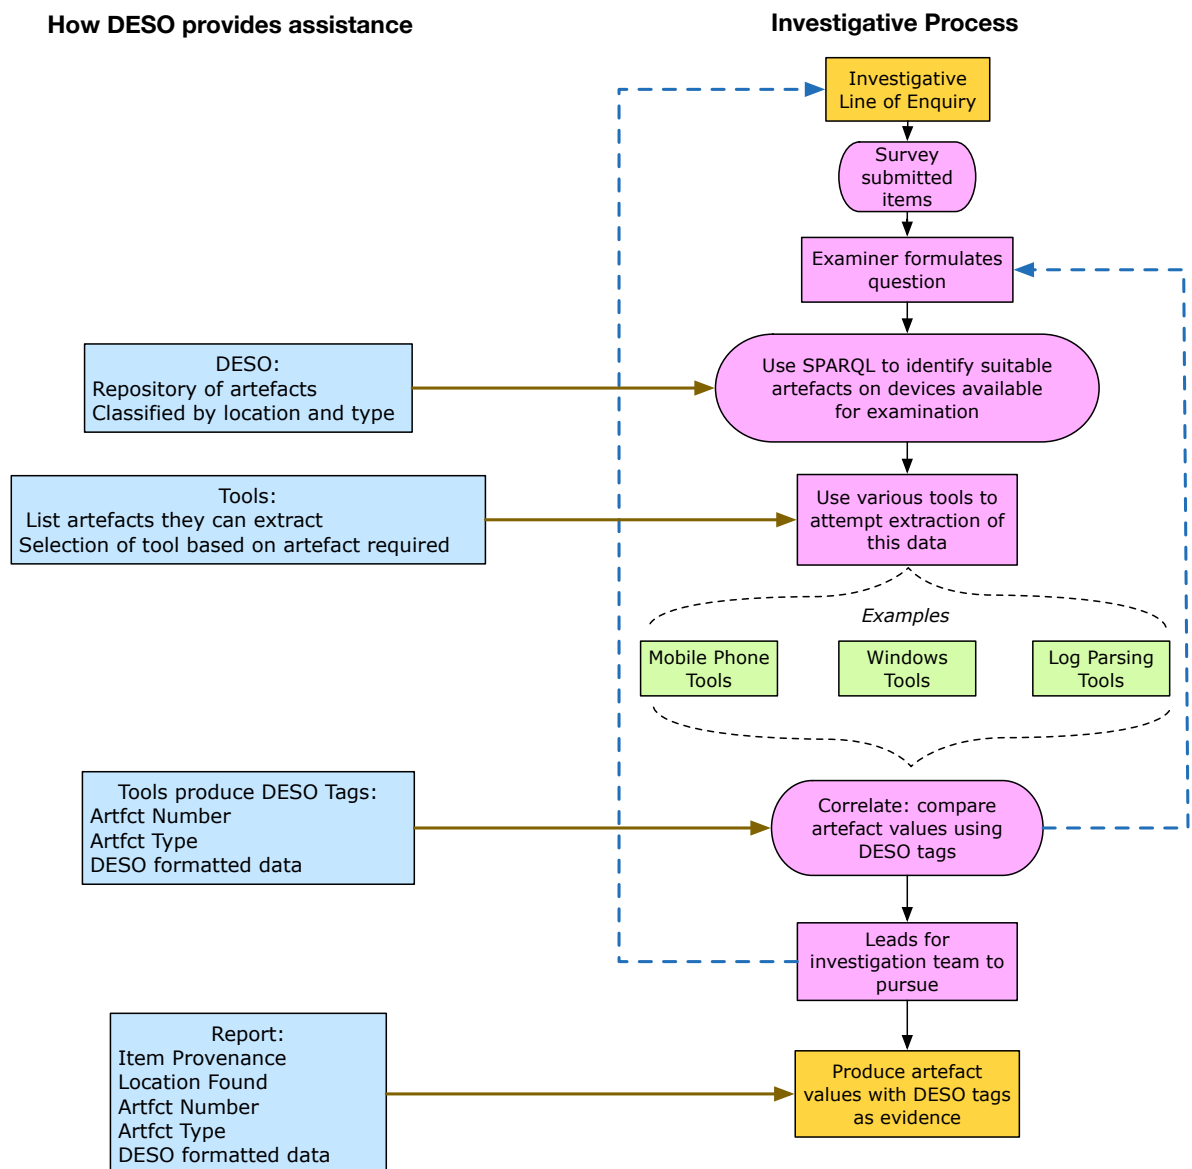 How DESO provides assistance
Investigative Process
Investigative
Line of Enquiry
Survey
submitted
items
Examiner formulates
question
DESO:
Repository of artefacts
Classified by location and type
Use SPARQL to identify suitable
artefacts on devices available
for examination
Tools:
List artefacts they can extract
Selection of tool based on artefact required
Use various tools to
attempt extraction of
this data
Examples
Mobile Phone
Tools
Windows
Tools
Log Parsing
Tools
Tools produce DESO Tags:
Artfct Number
Artfct Type
DESO formatted data
Correlate: compare
artefact values using
DESO tags
Leads for
investigation team to
pursue
Report:
Item Provenance
Location Found
Artfct Number
Artfct Type
DESO formatted data
Produce artefact
values with DESO tags
as evidence